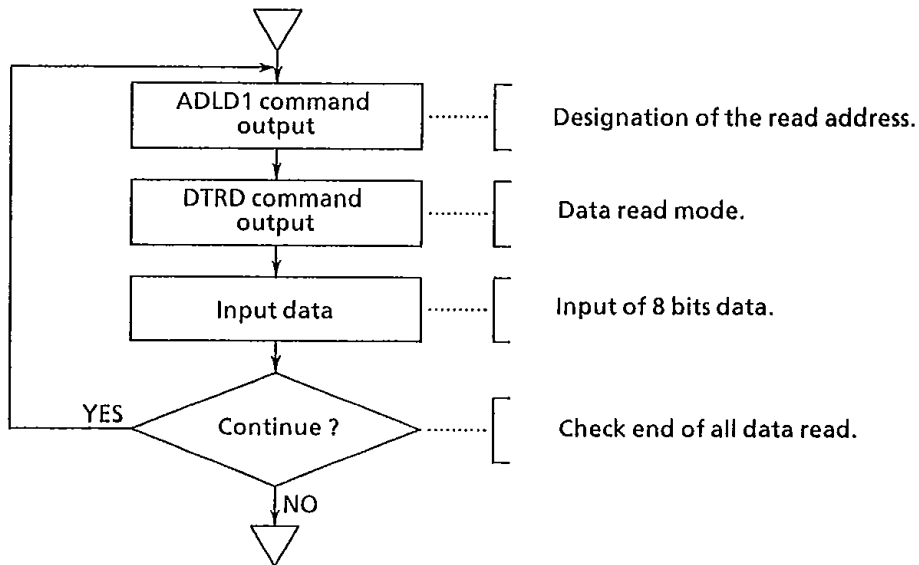 ADLD1 command
output
Designation of the read address.
DTRD command
output
Data read mode.
Input data
Input of 8 bits data.
YES
Continue ?
Check end of all data read.
NO